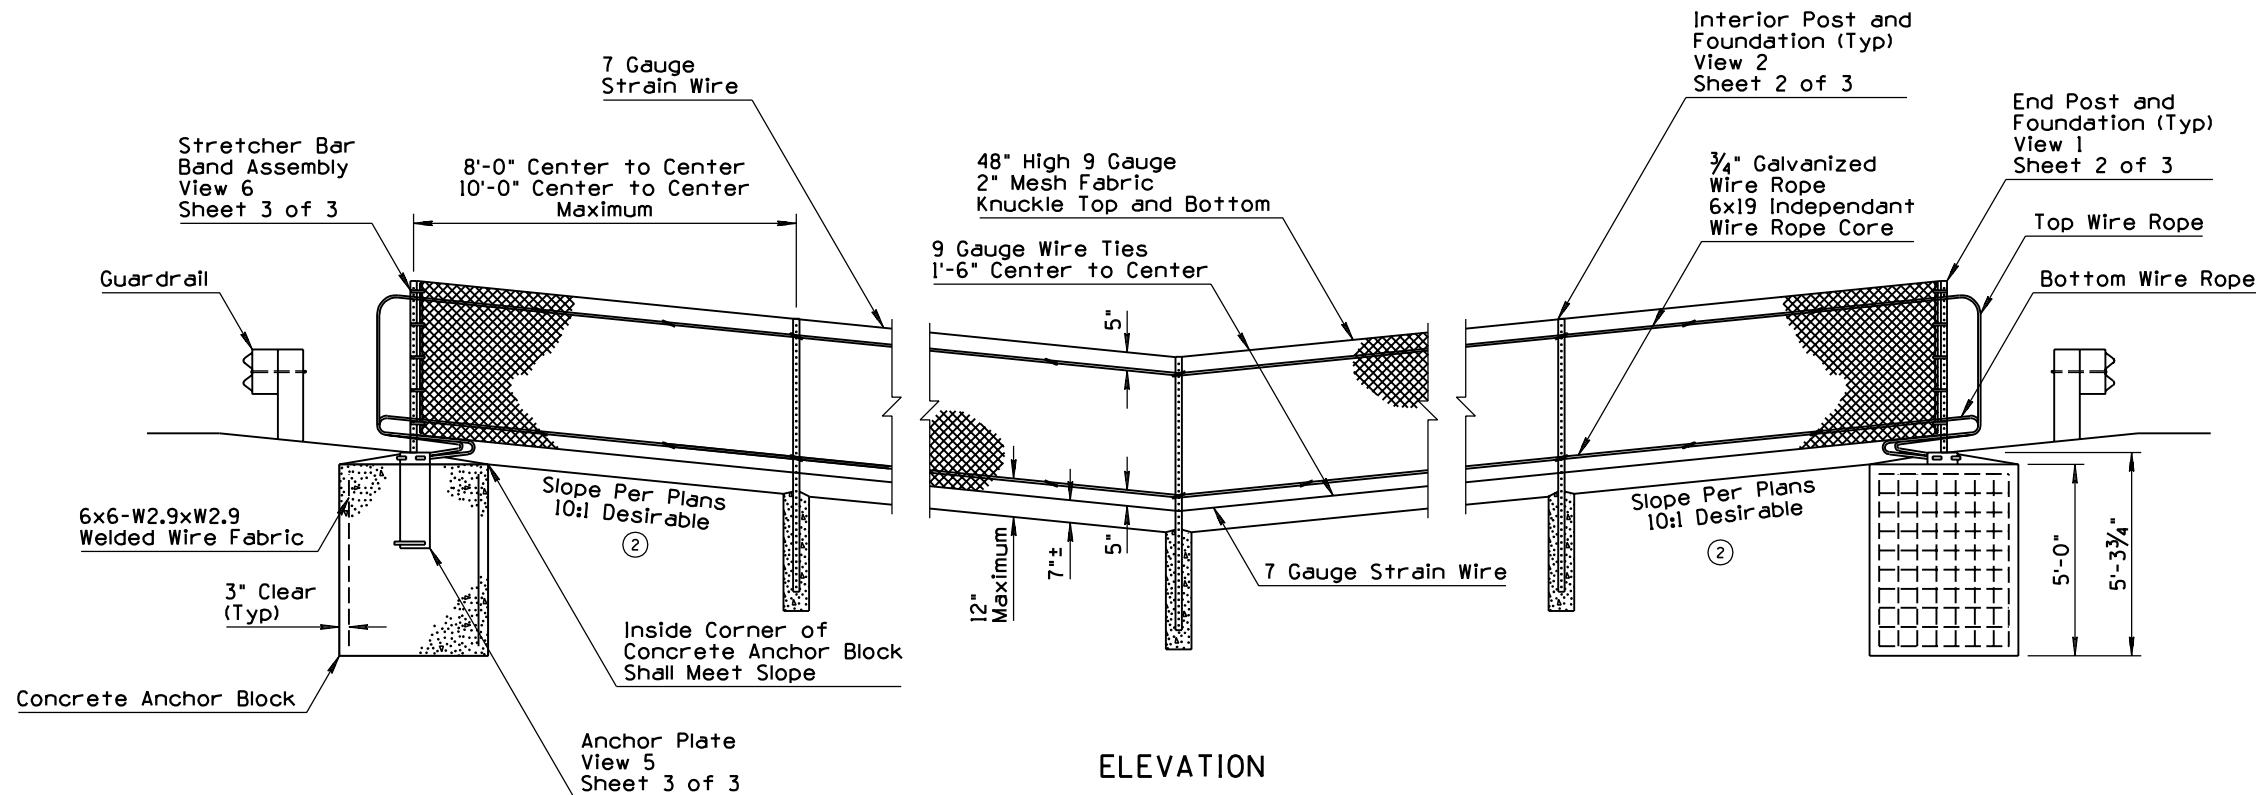 Interior Post and
Foundation (Typ)
View 2
Sheet 2 of 3
7 Gauge
Strain Wire
End Post and
Foundation (Typ)
View 1
Sheet 2 of 3
Stretcher Bar
Band Assembly
View 6
Sheet 3 of 3
8'-0" Center to Center
10'-0" Center to Center
Maximum
48" High 9 Gauge
2" Mesh Fabric
Knuckle Top and Bottom
3/4" Galvanized
Wire Rope
6x19 Independant
Wire Rope Core
Top Wire Rope
9 Gauge Wire Ties
1'-6" Center to Center
Guardrail
Bottom Wire Rope
5"
6x6-W2.9xW2.9
Welded Wire Fabric
Slope Per Plans
10:1 Desirable
2
12"
Maximum
7"±
5"
7 Gauge Strain Wire
Slope Per Plans
10:1 Desirable
2
5'-0"
5'-3 3/4"
3" Clear
(Typ)
Inside Corner of
Concrete Anchor Block
Shall Meet Slope
Concrete Anchor Block
Anchor Plate
View 5
Sheet 3 of 3
ELEVATION